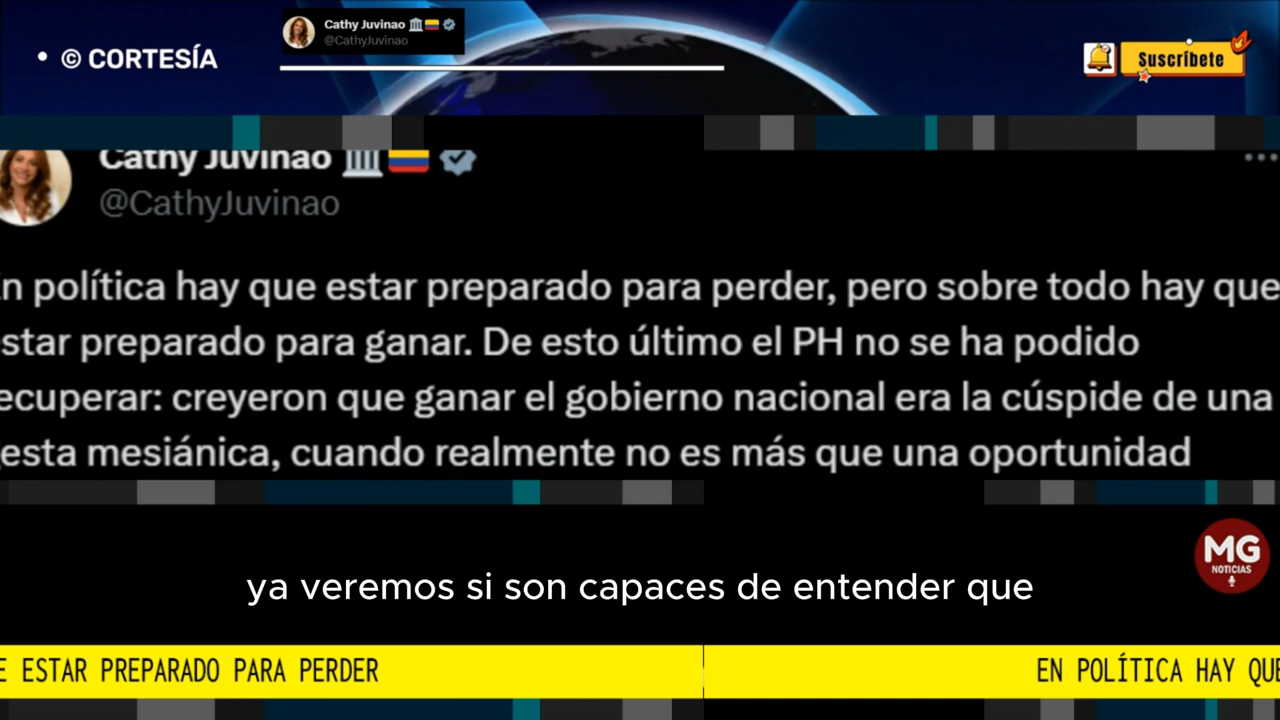 • © CORTESÍA
Cathy Juvinao
@CathyJuvinao
Suscríbete
Cathy Juvinao
@CathyJuvinao
n política hay que estar preparado para perder, pero sobre todo hay que
star preparado para ganar. De esto último el PH no se ha podido
ecuperar: creyeron que ganar el gobierno nacional era la cúspide de una
esta mesiánica, cuando realmente no es más que una oportunidad
MG
NOTICIAS
ya veremos si son capaces de entender que
E ESTAR PREPARADO PARA PERDER
EN POLÍTICA HAY QUE